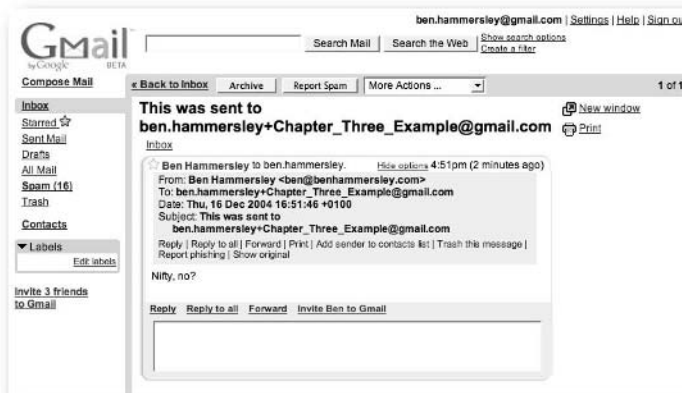 ben.hammersley@gmail.com | Settings | Help | Sign ou
Gmail
by Google BETA
Search Mail Search the Web Show search options
Create a filter
Compose Mail
« Back to Inbox Archive Report Spam More Actions ... 1 of 1
Inbox
Starred
Sent Mail
Drafts
All Mail
Spam (16)
Trash
Contacts
Labels
Edit labels
Invite 3 friends
to Gmail
This was sent to
ben.hammersley+Chapter_Three_Example@gmail.com
Inbox
New window
Print
Ben Hammersley to ben.hammersley. Hide options 4:51pm (2 minutes ago)
From: Ben Hammersley <ben@benhammersley.com>
To: ben.hammersley+Chapter_Three_Example@gmail.com
Date: Thu, 16 Dec 2004 16:51:46 +0100
Subject: This was sent to
ben.hammersley+Chapter_Three_Example@gmail.com
Reply | Reply to all | Forward | Print | Add sender to contacts list | Trash this message |
Report phishing | Show original
Nifty, no?
Reply Reply to all Forward Invite Ben to Gmail